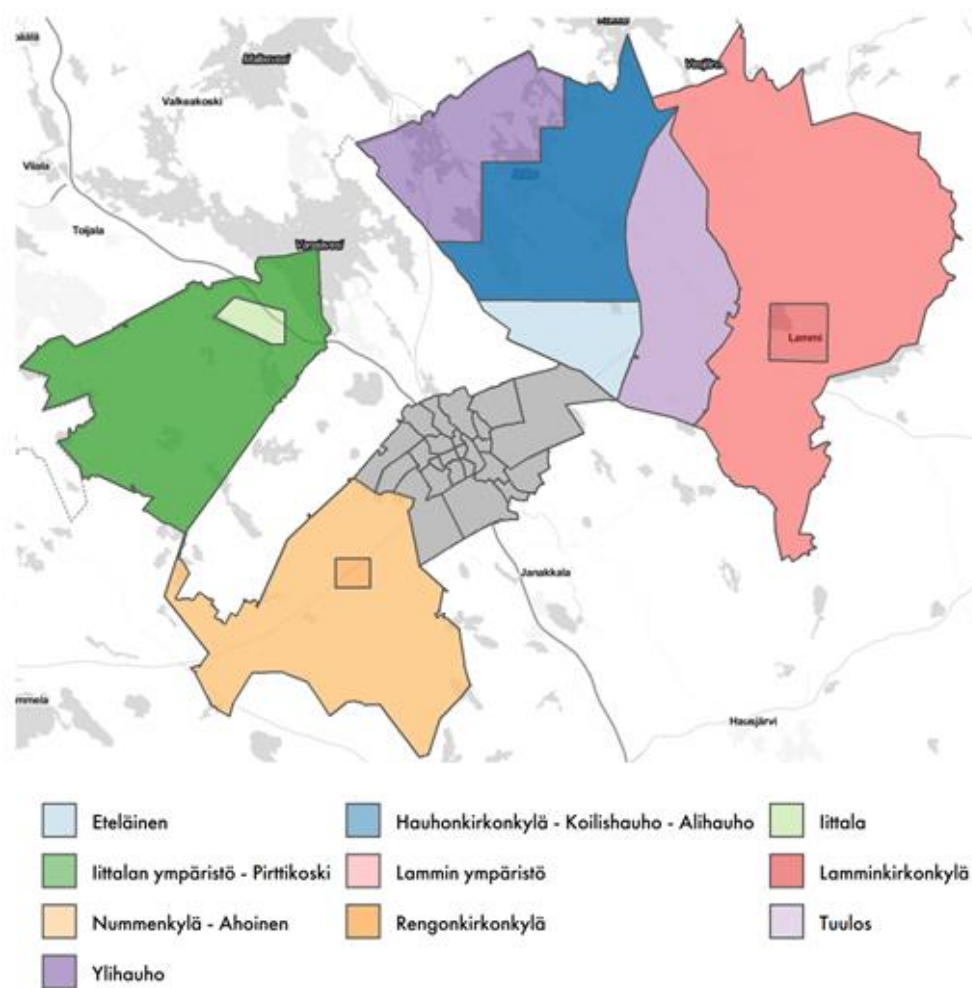 Valkeakoski
Toijala
Lammi
Janakkala
Hausjärvi
mmela
Eteläinen
Hauhonkirkonkylä - Koilishauho - Alihauho
Iittala
Iittalan ympäristö - Pirttikoski
Lammin ympäristö
Lamminkirkonkylä
Nummenkylä - Ahoinen
Rengonkirkonkylä
Tuulos
Ylihauho